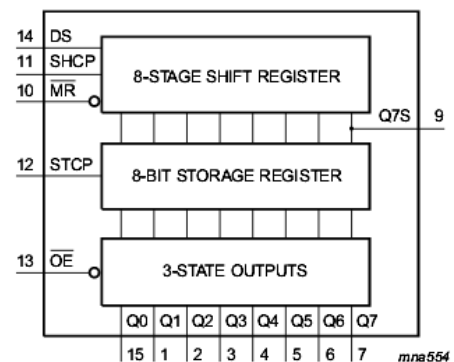 14 DS
11 SHCP
8-STAGE SHIFT REGISTER
10 M̅R̅
Q7S 9
12 STCP
8-BIT STORAGE REGISTER
13 O̅E̅
3-STATE OUTPUTS
Q0 Q1 Q2 Q3 Q4 Q5 Q6 Q7
15 1 2 3 4 5 6 7
mna554